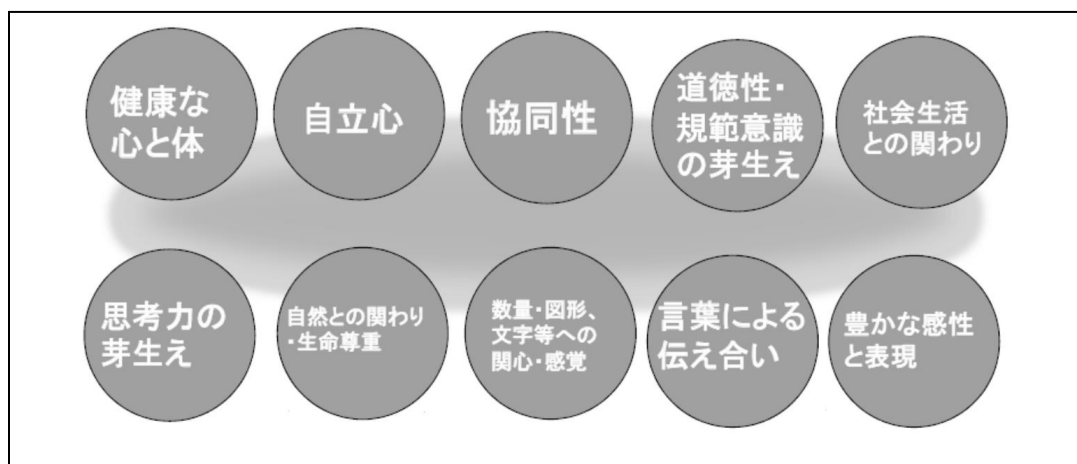 健康な
心と体
自立心
協同性
道徳性・
規範意識
の芽生え
社会生活
との関わり
思考力の
芽生え
自然との関わり
・生命尊重
数量・図形、
文字等への
関心・感覚
言葉による
伝え合い
豊かな感性
と表現